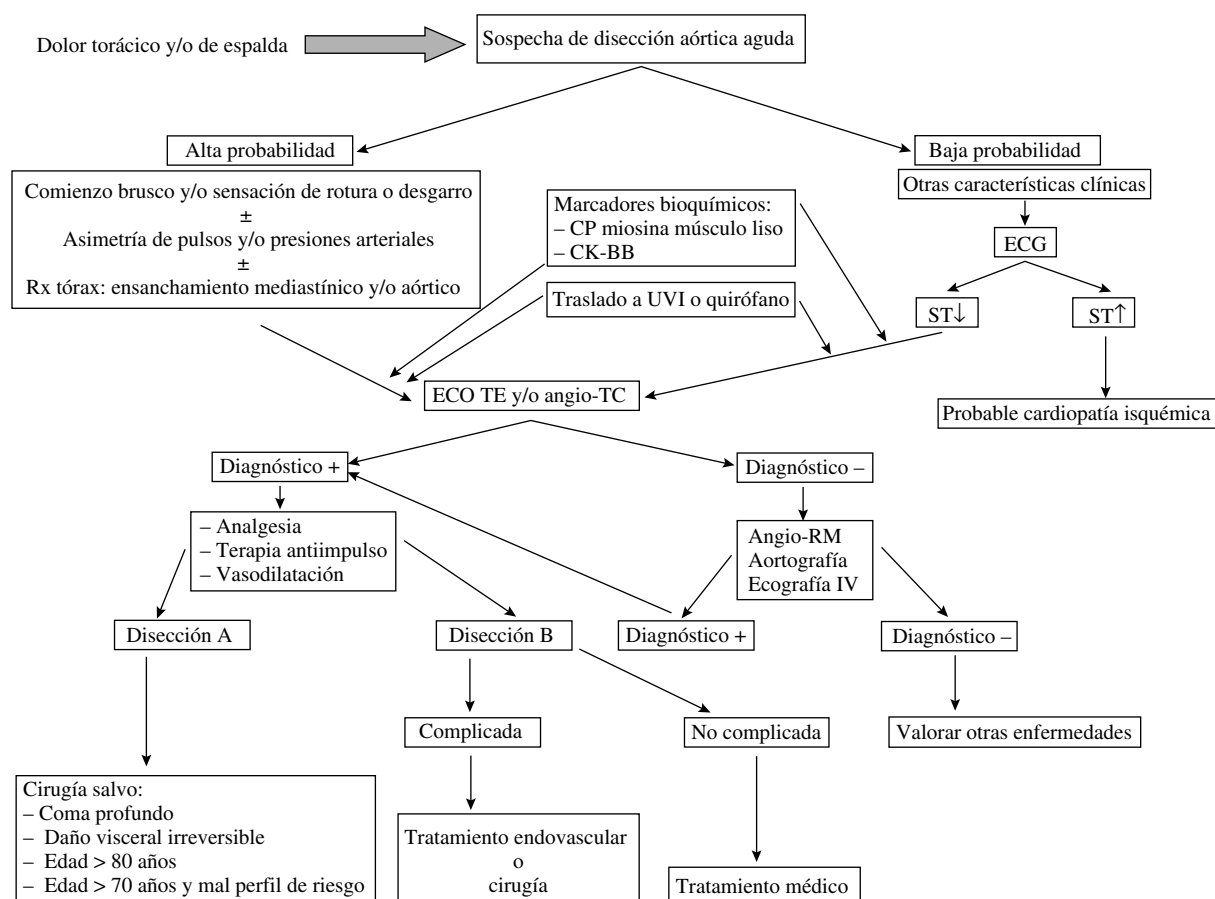 Dolor torácico y/o de espalda
Sospecha de disección aórtica aguda
Alta probabilidad
Baja probabilidad
Comienzo brusco y/o sensación de rotura o desgarro
±
Asimetría de pulsos y/o presiones arteriales
±
Rx tórax: ensanchamiento mediastínico y/o aórtico
Marcadores bioquímicos:
– CP miosina músculo liso
– CK-BB
Traslado a UVI o quirófano
Otras características clínicas
ECG
ST↓
ST↑
Probable cardiopatía isquémica
ECO TE y/o angio-TC
Diagnóstico +
Diagnóstico –
– Analgesia
– Terapia antiimpulso
– Vasodilatación
Angio-RM
Aortografía
Ecografía IV
Disección A
Disección B
Diagnóstico +
Diagnóstico –
Complicada
No complicada
Valorar otras enfermedades
Cirugía salvo:
– Coma profundo
– Daño visceral irreversible
– Edad > 80 años
– Edad > 70 años y mal perfil de riesgo
Tratamiento endovascular
o
cirugía
Tratamiento médico